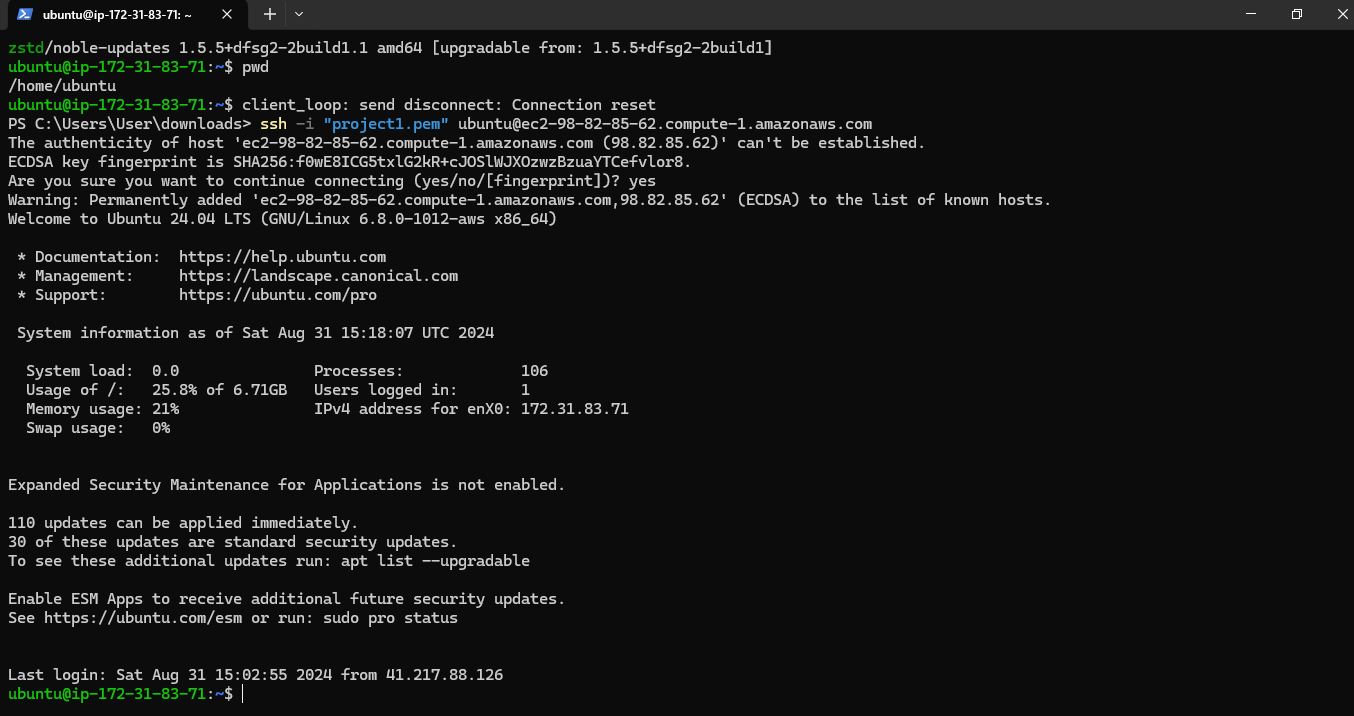 ubuntu@ip-172-31-83-71: ~
zstd/noble-updates 1.5.5+dfsg2-2build1.1 amd64 [upgradable from: 1.5.5+dfsg2-2build1]
ubuntu@ip-172-31-83-71:~$ pwd
/home/ubuntu
ubuntu@ip-172-31-83-71:~$ client_loop: send disconnect: Connection reset
PS C:\Users\User\downloads> ssh -i "project1.pem" ubuntu@ec2-98-82-85-62.compute-1.amazonaws.com
The authenticity of host 'ec2-98-82-85-62.compute-1.amazonaws.com (98.82.85.62)' can't be established.
ECDSA key fingerprint is SHA256:f0wE8ICG5txlG2kR+cJOSlWJXOzwzBzuaYTCefvlor8.
Are you sure you want to continue connecting (yes/no/[fingerprint])? yes
Warning: Permanently added 'ec2-98-82-85-62.compute-1.amazonaws.com,98.82.85.62' (ECDSA) to the list of known hosts.
Welcome to Ubuntu 24.04 LTS (GNU/Linux 6.8.0-1012-aws x86_64)
* Documentation:  https://help.ubuntu.com
* Management:     https://landscape.canonical.com
* Support:        https://ubuntu.com/pro
System information as of Sat Aug 31 15:18:07 UTC 2024
System load:  0.0               Processes:             106
Usage of /:   25.8% of 6.71GB   Users logged in:       1
Memory usage: 21%               IPv4 address for enX0: 172.31.83.71
Swap usage:   0%
Expanded Security Maintenance for Applications is not enabled.
110 updates can be applied immediately.
30 of these updates are standard security updates.
To see these additional updates run: apt list --upgradable
Enable ESM Apps to receive additional future security updates.
See https://ubuntu.com/esm or run: sudo pro status
Last login: Sat Aug 31 15:02:55 2024 from 41.217.88.126
ubuntu@ip-172-31-83-71:~$